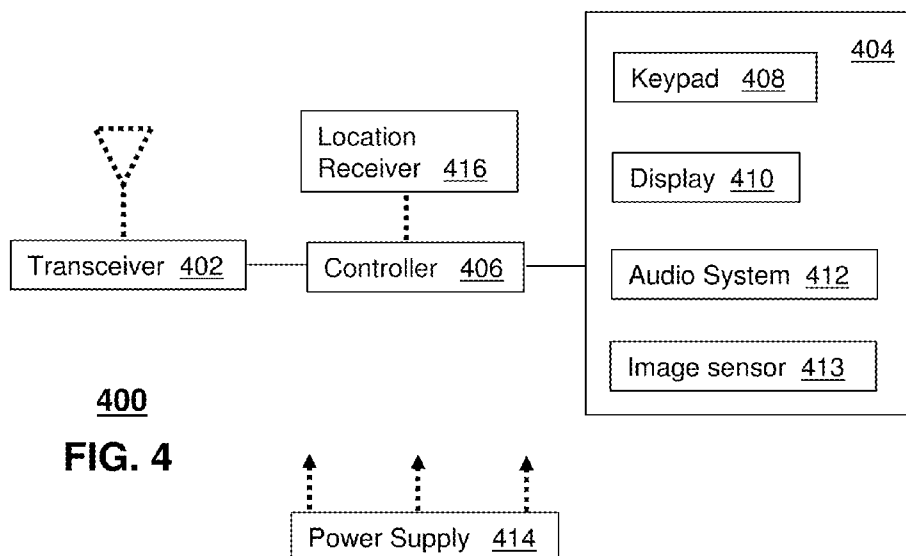 404
Keypad 408
Location
Receiver 416
Display 410
Transceiver 402
Controller 406
Audio System 412
Image sensor 413
400
FIG. 4
Power Supply 414